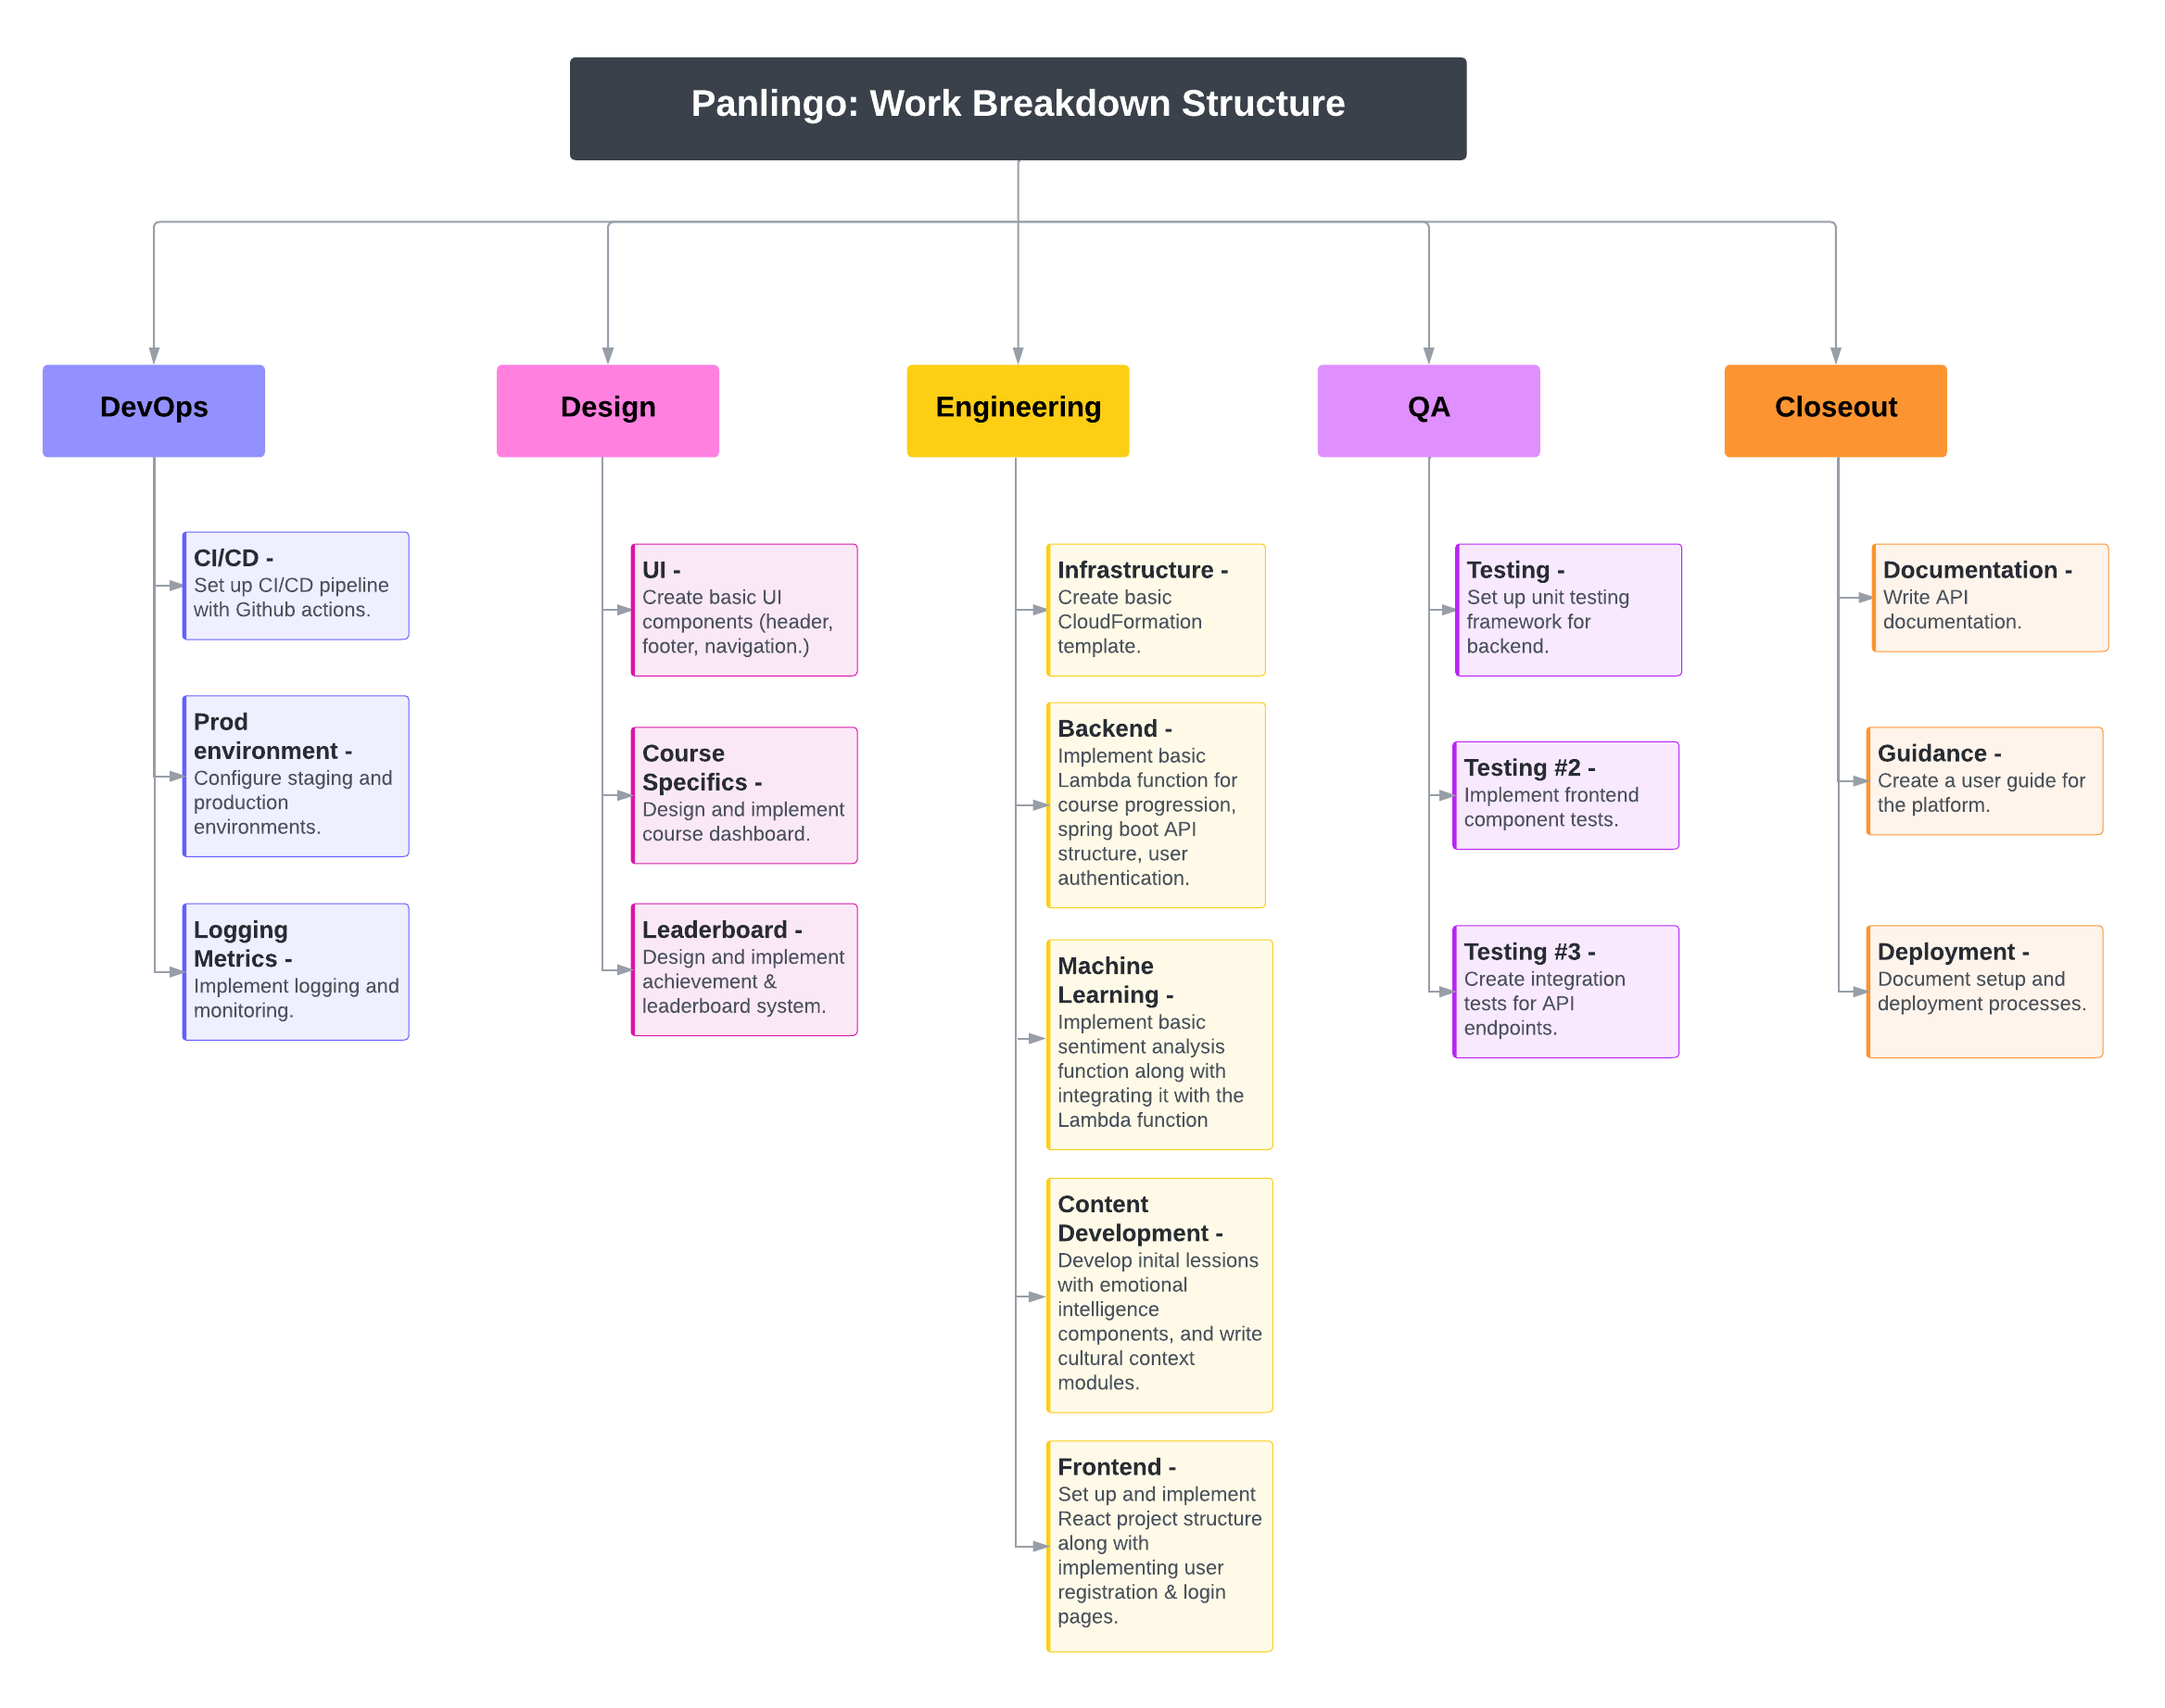 Panlingo: Work Breakdown Structure
DevOps
Design
Engineering
QA
Closeout
CI/CD -
Set up CI/CD pipeline
with Github actions.
Prod
environment -
Configure staging and
production
environments.
Logging
Metrics -
Implement logging and
monitoring.
UI -
Create basic UI
components (header,
footer, navigation.)
Course
Specifics -
Design and implement
course dashboard.
Leaderboard -
Design and implement
achievement &
leaderboard system.
Infrastructure -
Create basic
CloudFormation
template.
Backend -
Implement basic
Lambda function for
course progression,
spring boot API
structure, user
authentication.
Machine
Learning -
Implement basic
sentiment analysis
function along with
integrating it with the
Lambda function
Content
Development -
Develop inital lessions
with emotional
intelligence
components, and write
cultural context
modules.
Frontend -
Set up and implement
React project structure
along with
implementing user
registration & login
pages.
Testing -
Set up unit testing
framework for
backend.
Testing #2 -
Implement frontend
component tests.
Testing #3 -
Create integration
tests for API
endpoints.
Documentation -
Write API
documentation.
Guidance -
Create a user guide for
the platform.
Deployment -
Document setup and
deployment processes.